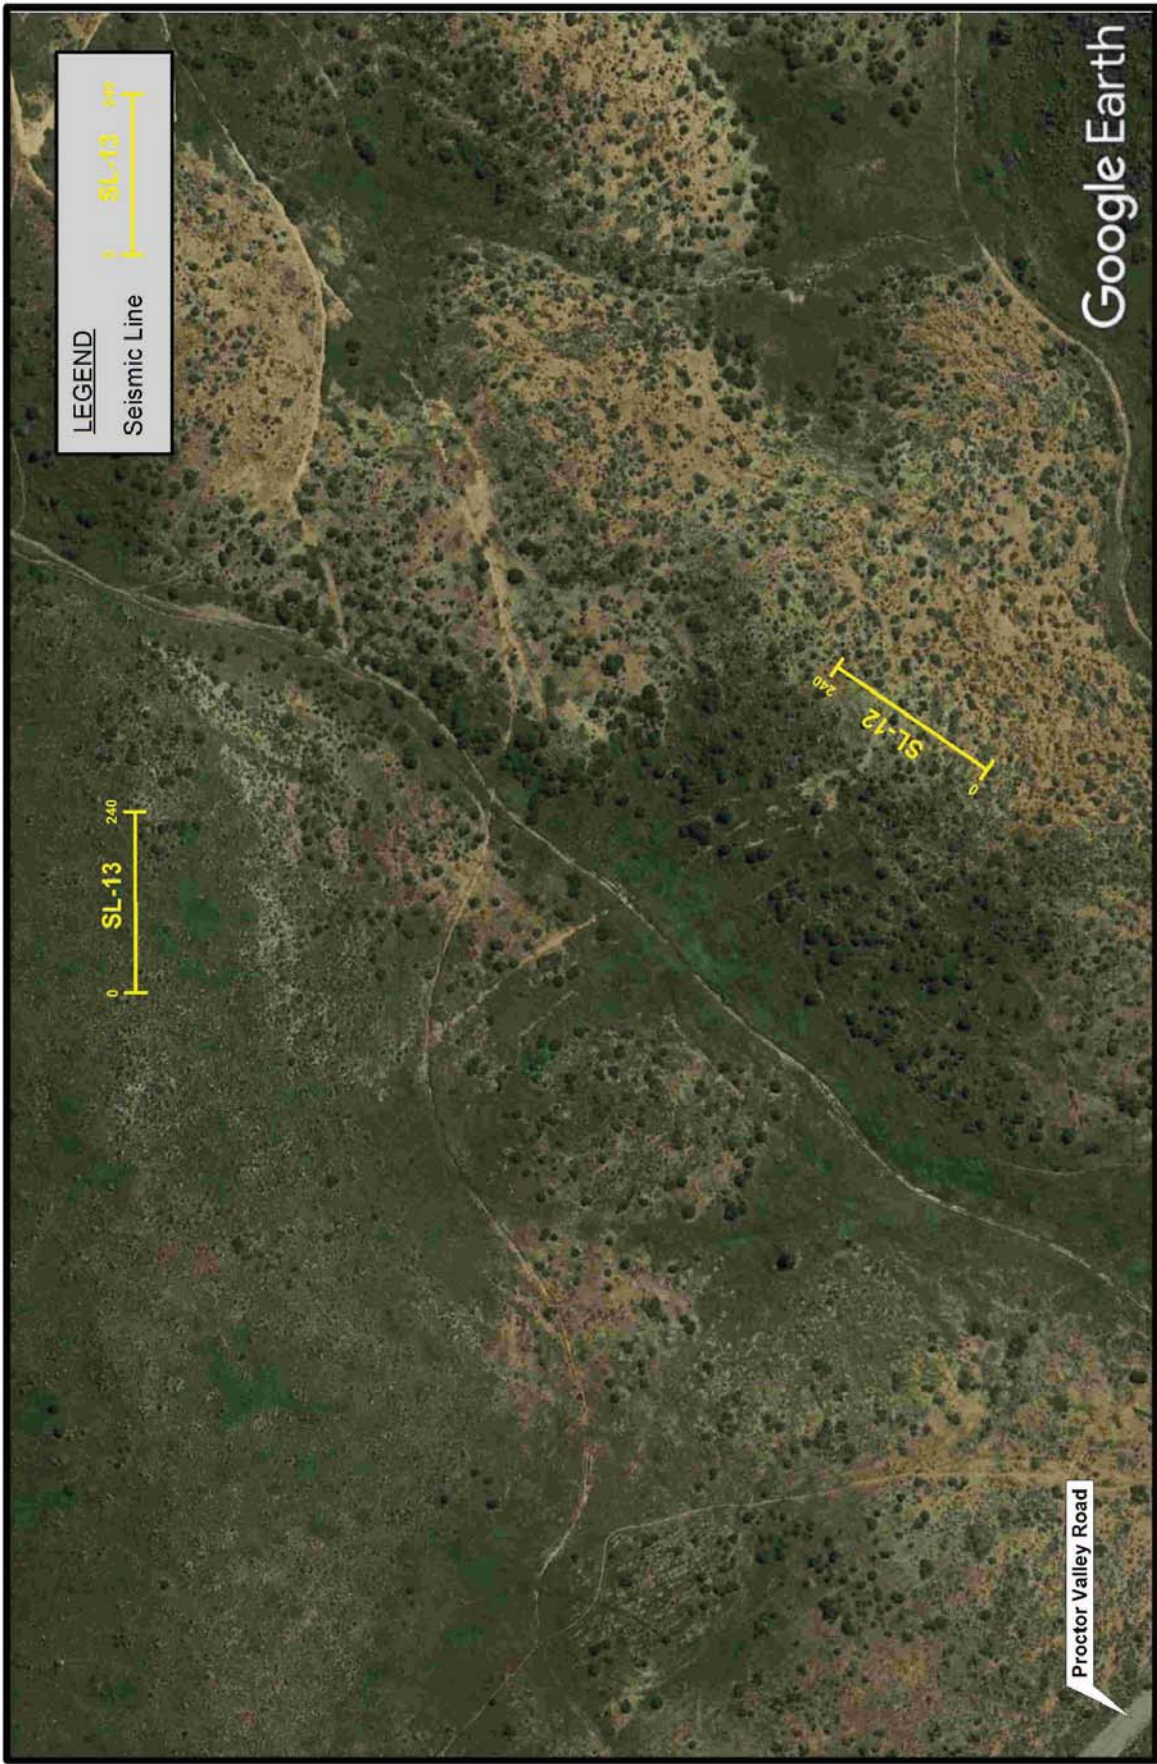 LEGEND
Seismic Line
0
SL-13
240
0
SL-13
240
240
SL-12
0
Google Earth
Proctor Valley Road